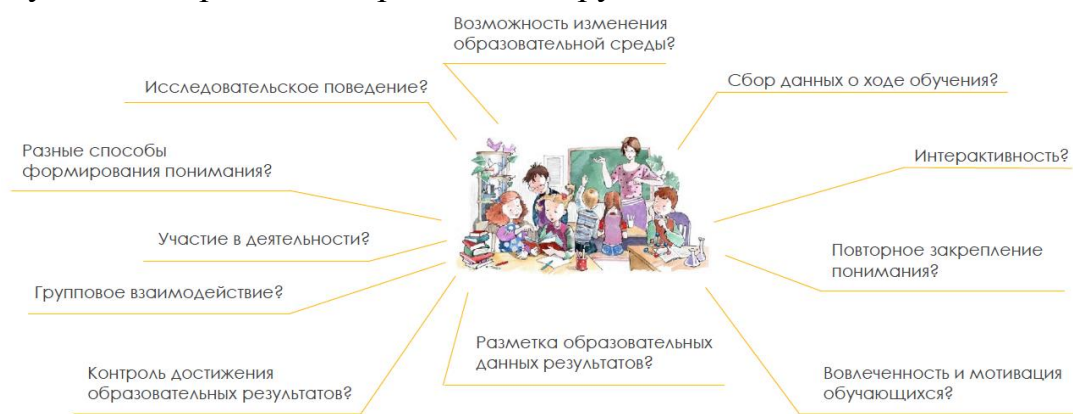 Возможность изменения
образовательной среды?
Исследовательское поведение?
Сбор данных о ходе обучения?
Разные способы
формирования понимания?
Интерактивность?
Участие в деятельности?
Повторное закрепление
понимания?
Групповое взаимодействие?
Разметка образовательных
данных результатов?
Контроль достижения
образовательных результатов?
Вовлеченность и мотивация
обучающихся?